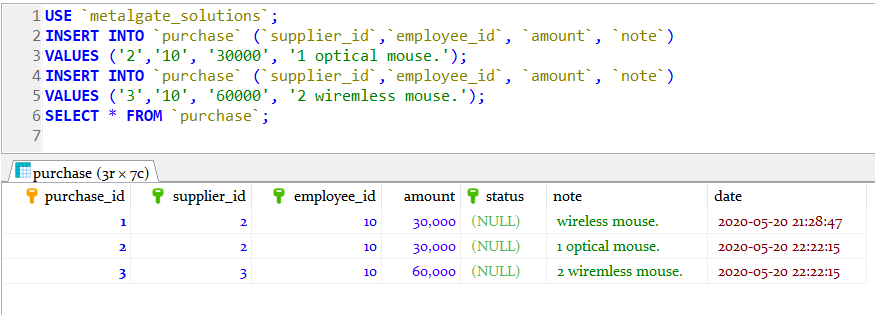 1 USE `metalgate_solutions`;
2 INSERT INTO `purchase` (`supplier_id`,`employee_id`, `amount`, `note`)
3 VALUES ('2','10', '30000', '1 optical mouse.');
4 INSERT INTO `purchase` (`supplier_id`,`employee_id`, `amount`, `note`)
5 VALUES ('3','10', '60000', '2 wiremless mouse.');
6 SELECT * FROM `purchase`;
7
purchase (3r × 7c)
purchase_id supplier_id employee_id amount status note date
1 2 10 30,000 (NULL) wireless mouse. 2020-05-20 21:28:47
2 2 10 30,000 (NULL) 1 optical mouse. 2020-05-20 22:22:15
3 3 10 60,000 (NULL) 2 wiremless mouse. 2020-05-20 22:22:15